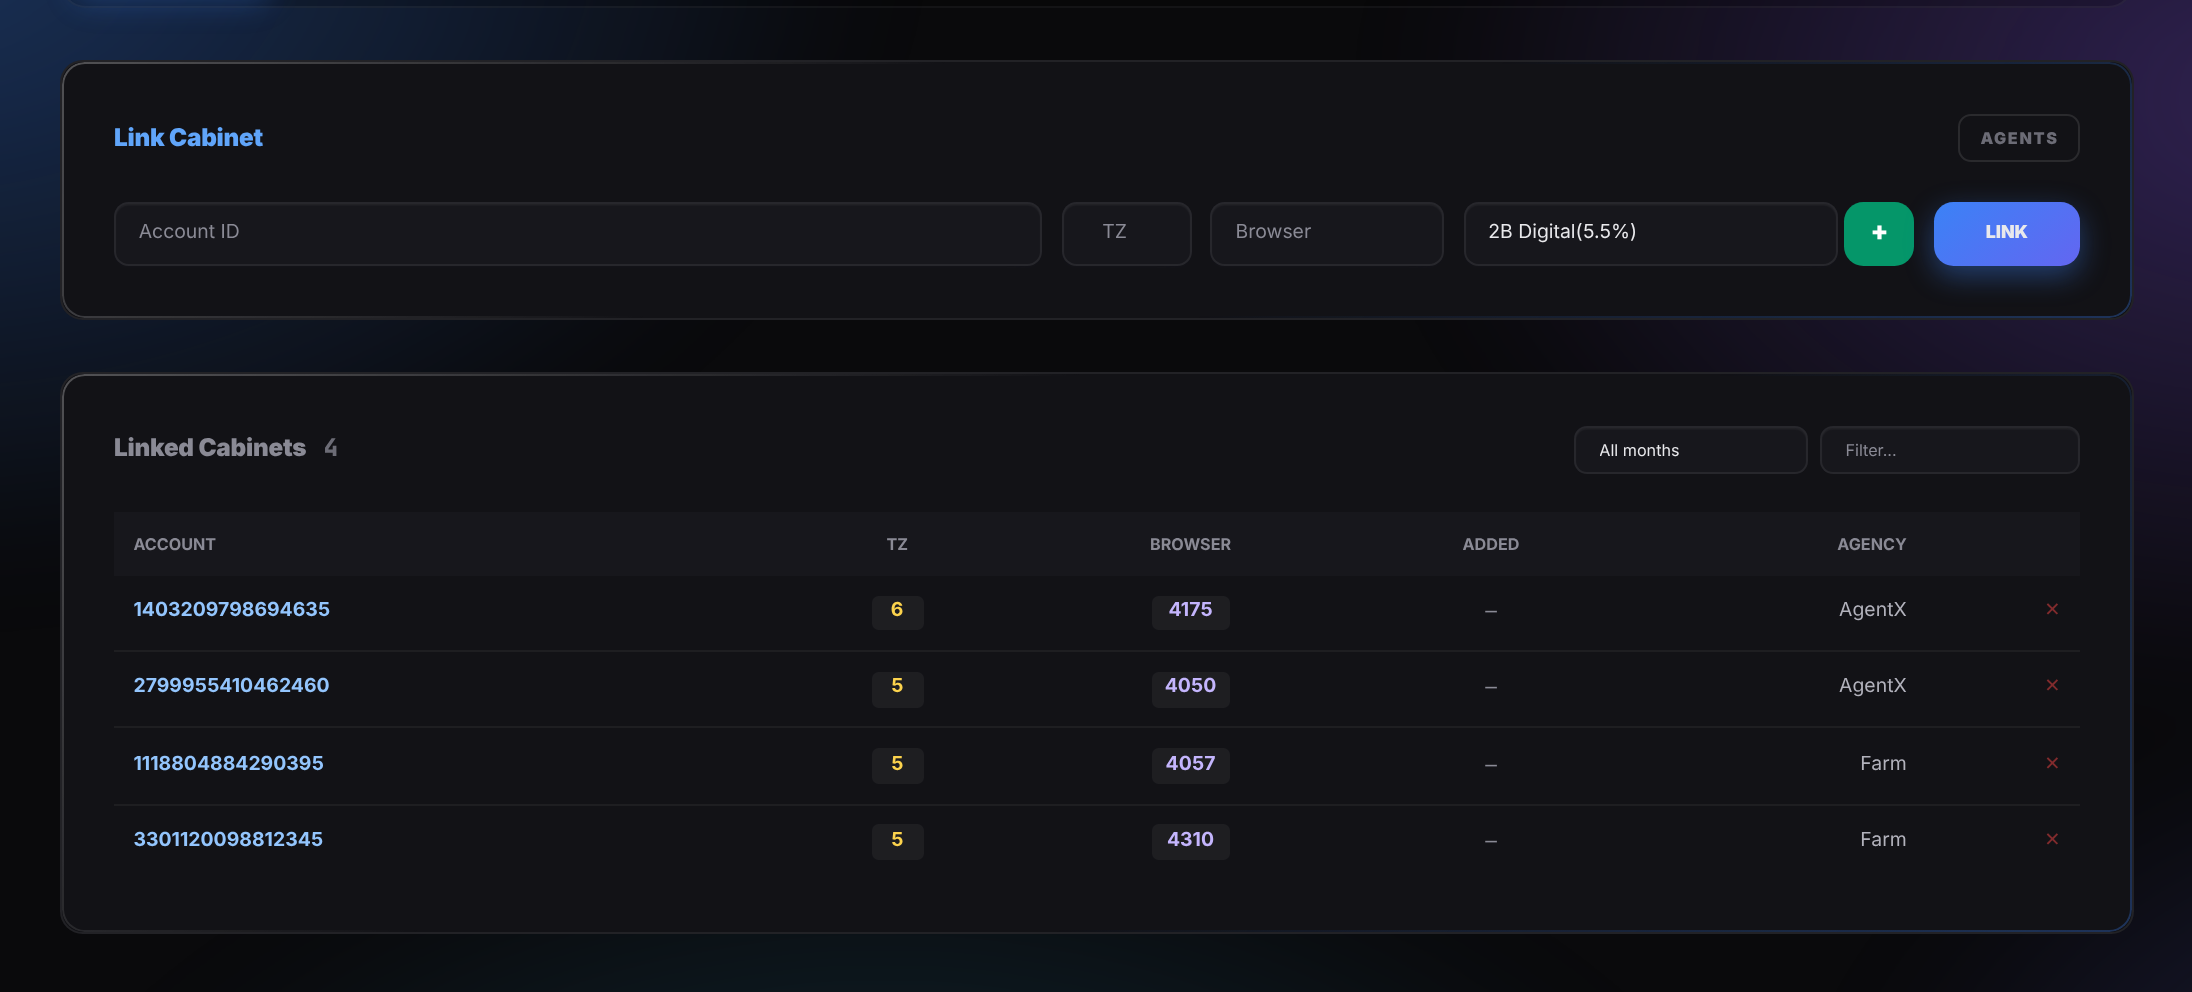 Link Cabinet AGENTS
Account ID TZ Browser 2B Digital(5.5%) + LINK
Linked Cabinets 4 All months Filter...
ACCOUNT TZ BROWSER ADDED AGENCY
1403209798694635 6 4175 – AgentX ×
2799955410462460 5 4050 – AgentX ×
1118804884290395 5 4057 – Farm ×
3301120098812345 5 4310 – Farm ×